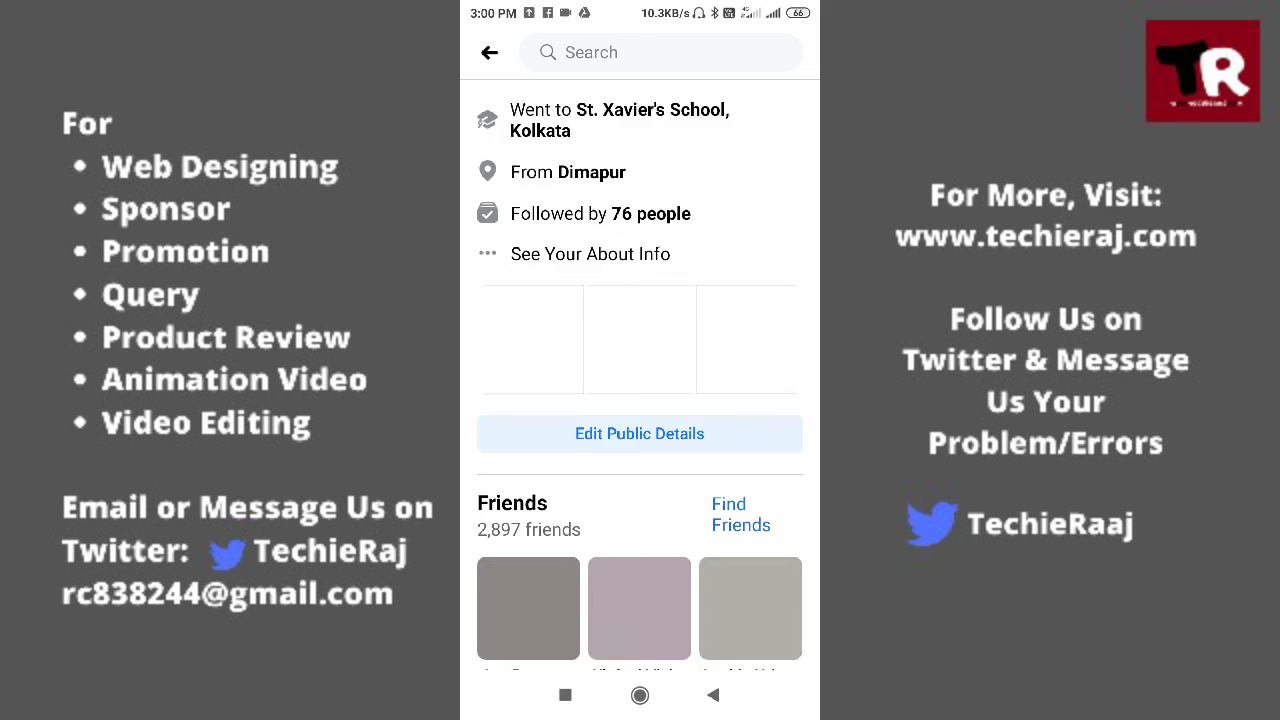 For
• Web Designing
• Sponsor
• Promotion
• Query
• Product Review
• Animation Video
• Video Editing
Email or Message Us on
Twitter: TechieRaj
rc838244@gmail.com
3:00 PM 10.3KB/s 4G 66
Search
Went to St. Xavier's School,
Kolkata
From Dimapur
Followed by 76 people
See Your About Info
Edit Public Details
Friends
2,897 friends
Find
Friends
TR
For More, Visit:
www.techieraj.com
Follow Us on
Twitter & Message
Us Your
Problem/Errors
TechieRaaj